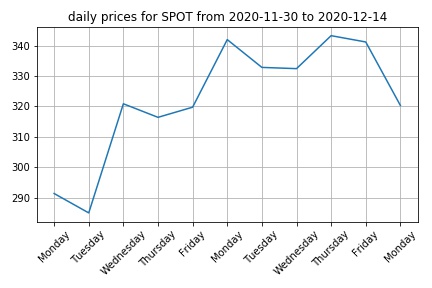 daily prices for SPOT from 2020-11-30 to 2020-12-14
340
330
320
310
300
290
Monday
Tuesday
Wednesday
Thursday
Friday
Monday
Tuesday
Wednesday
Thursday
Friday
Monday